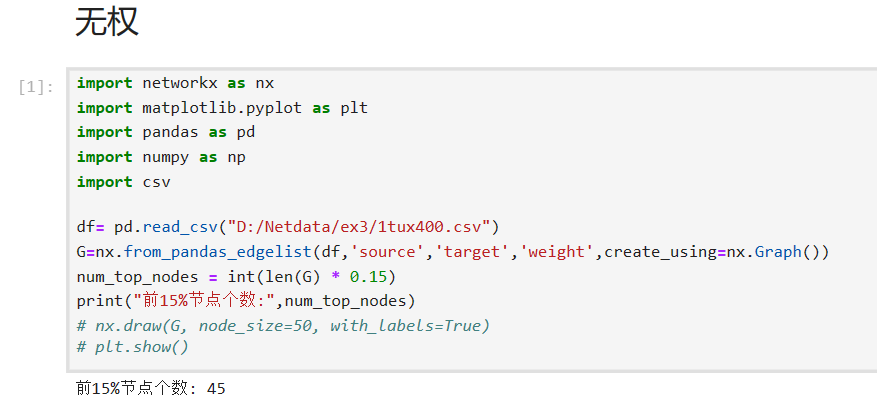 无权
[1]:
import networkx as nx
import matplotlib.pyplot as plt
import pandas as pd
import numpy as np
import csv
df= pd.read_csv("D:/Netdata/ex3/1tux400.csv")
G=nx.from_pandas_edgelist(df,'source','target','weight',create_using=nx.Graph())
num_top_nodes = int(len(G) * 0.15)
print("前15%节点个数:",num_top_nodes)
# nx.draw(G, node_size=50, with_labels=True)
# plt.show()
前15%节点个数: 45